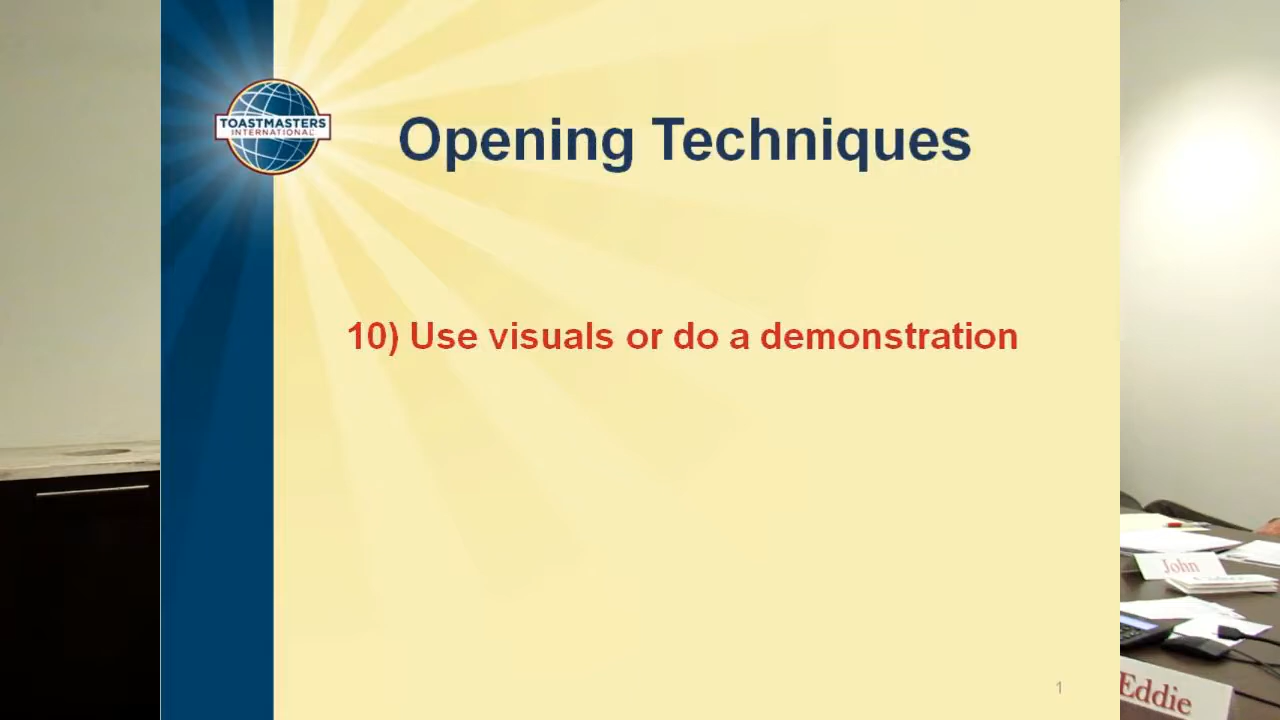 TOASTMASTERS
INTERNATIONAL
Opening Techniques
10) Use visuals or do a demonstration
1
John
Eddie